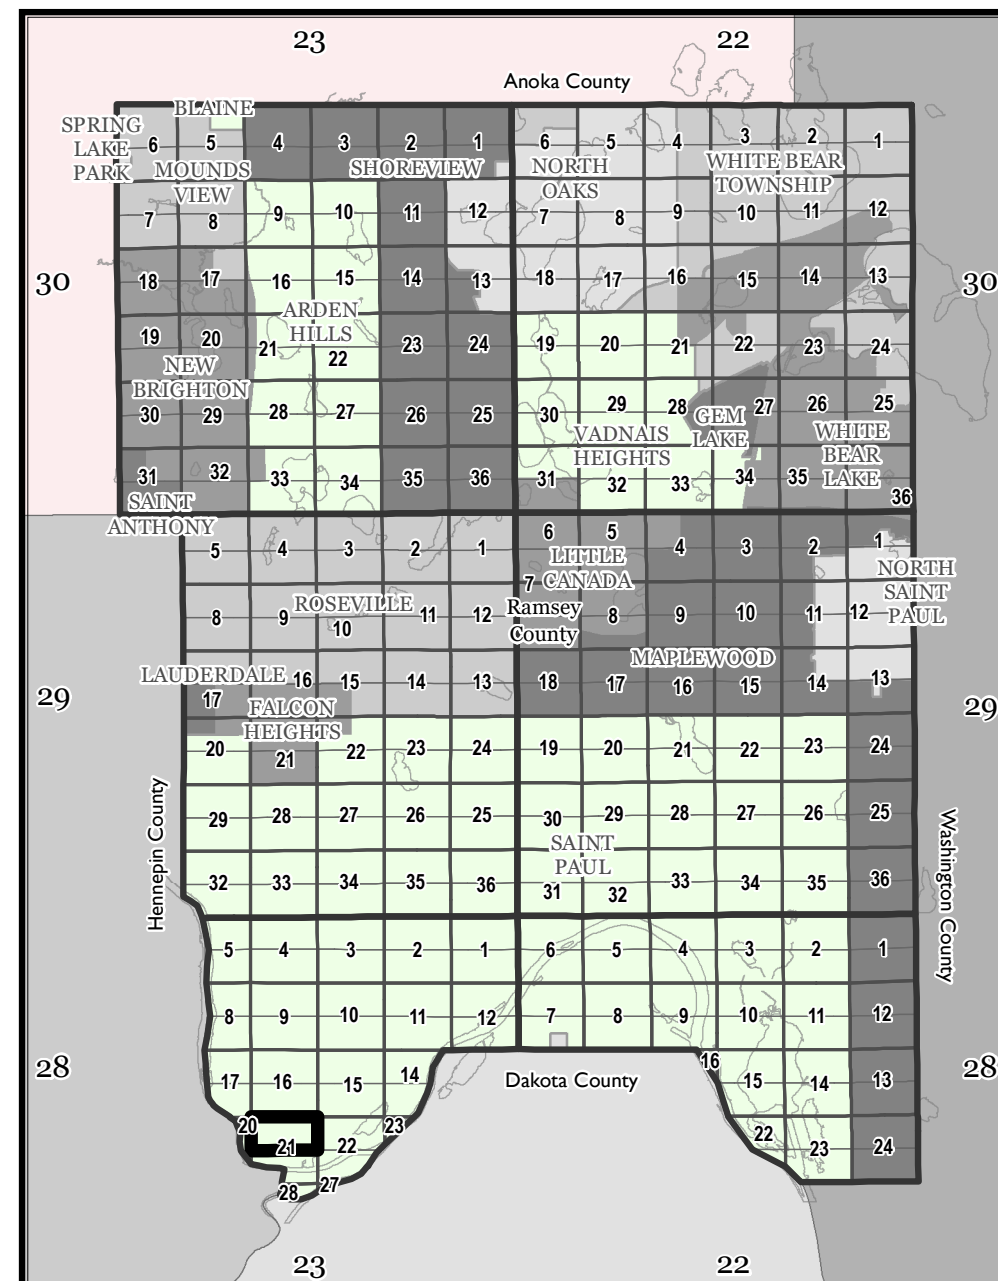 23 22
Anoka County
BLAINE
SPRING
LAKE
PARK
6 5 4 3 2 1 6 5 4 3 2 1
MOUNDS
VIEW
SHOREVIEW
NORTH
OAKS
WHITE BEAR
TOWNSHIP
7 8 9 10 11 12 7 8 9 10 11 12
30 18 17 16 15 14 13 18 17 16 15 14 13 30
ARDEN
HILLS
19 20 21 22 23 24 19 20 21 22 23 24
NEW
BRIGHTON
30 29 28 27 26 25 30 29 28 27 26 25
GEM
LAKE
VADNAIS
HEIGHTS
WHITE
BEAR
LAKE
31 32 33 34 35 36 31 32 33 34 35 36
SAINT
ANTHONY
5 4 3 2 1 6 5 4 3 2 1
LITTLE
CANADA
NORTH
SAINT
PAUL
8 9 10 11 12 7 8 9 10 11 12
ROSEVILLE
Ramsey
County
MAPLEWOOD
LAUDERDALE
29 17 16 15 14 13 18 17 16 15 14 13 29
FALCON
HEIGHTS
20 21 22 23 24 19 20 21 22 23 24
29 28 27 26 25 30 29 28 27 26 25
Hennepin County
Washington County
SAINT
PAUL
32 33 34 35 36 31 32 33 34 35 36
5 4 3 2 1 6 5 4 3 2 1
8 9 10 11 12 7 8 9 10 11 12
28 17 16 15 14 16 15 14 13 28
Dakota County
20 21 22 23 22 23 24
28 27
23 22